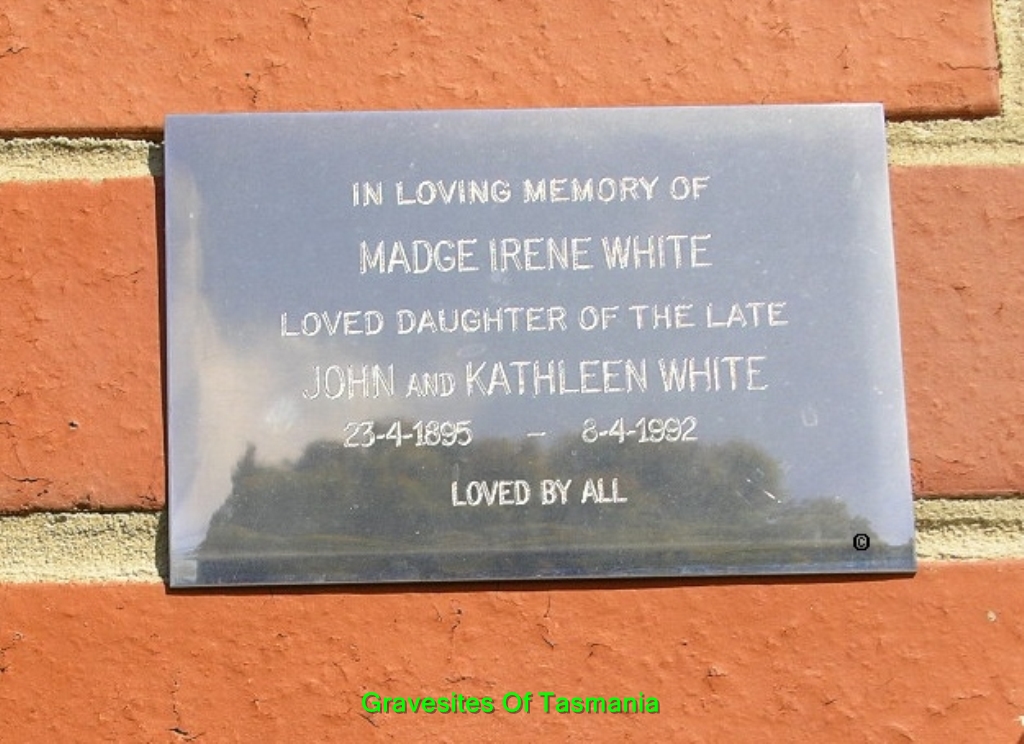 IN LOVING MEMORY OF
MADGE IRENE WHITE
LOVED DAUGHTER OF THE LATE
JOHN AND KATHLEEN WHITE
23-4-1895 – 8-4-1992
LOVED BY ALL
©
Gravesites Of Tasmania